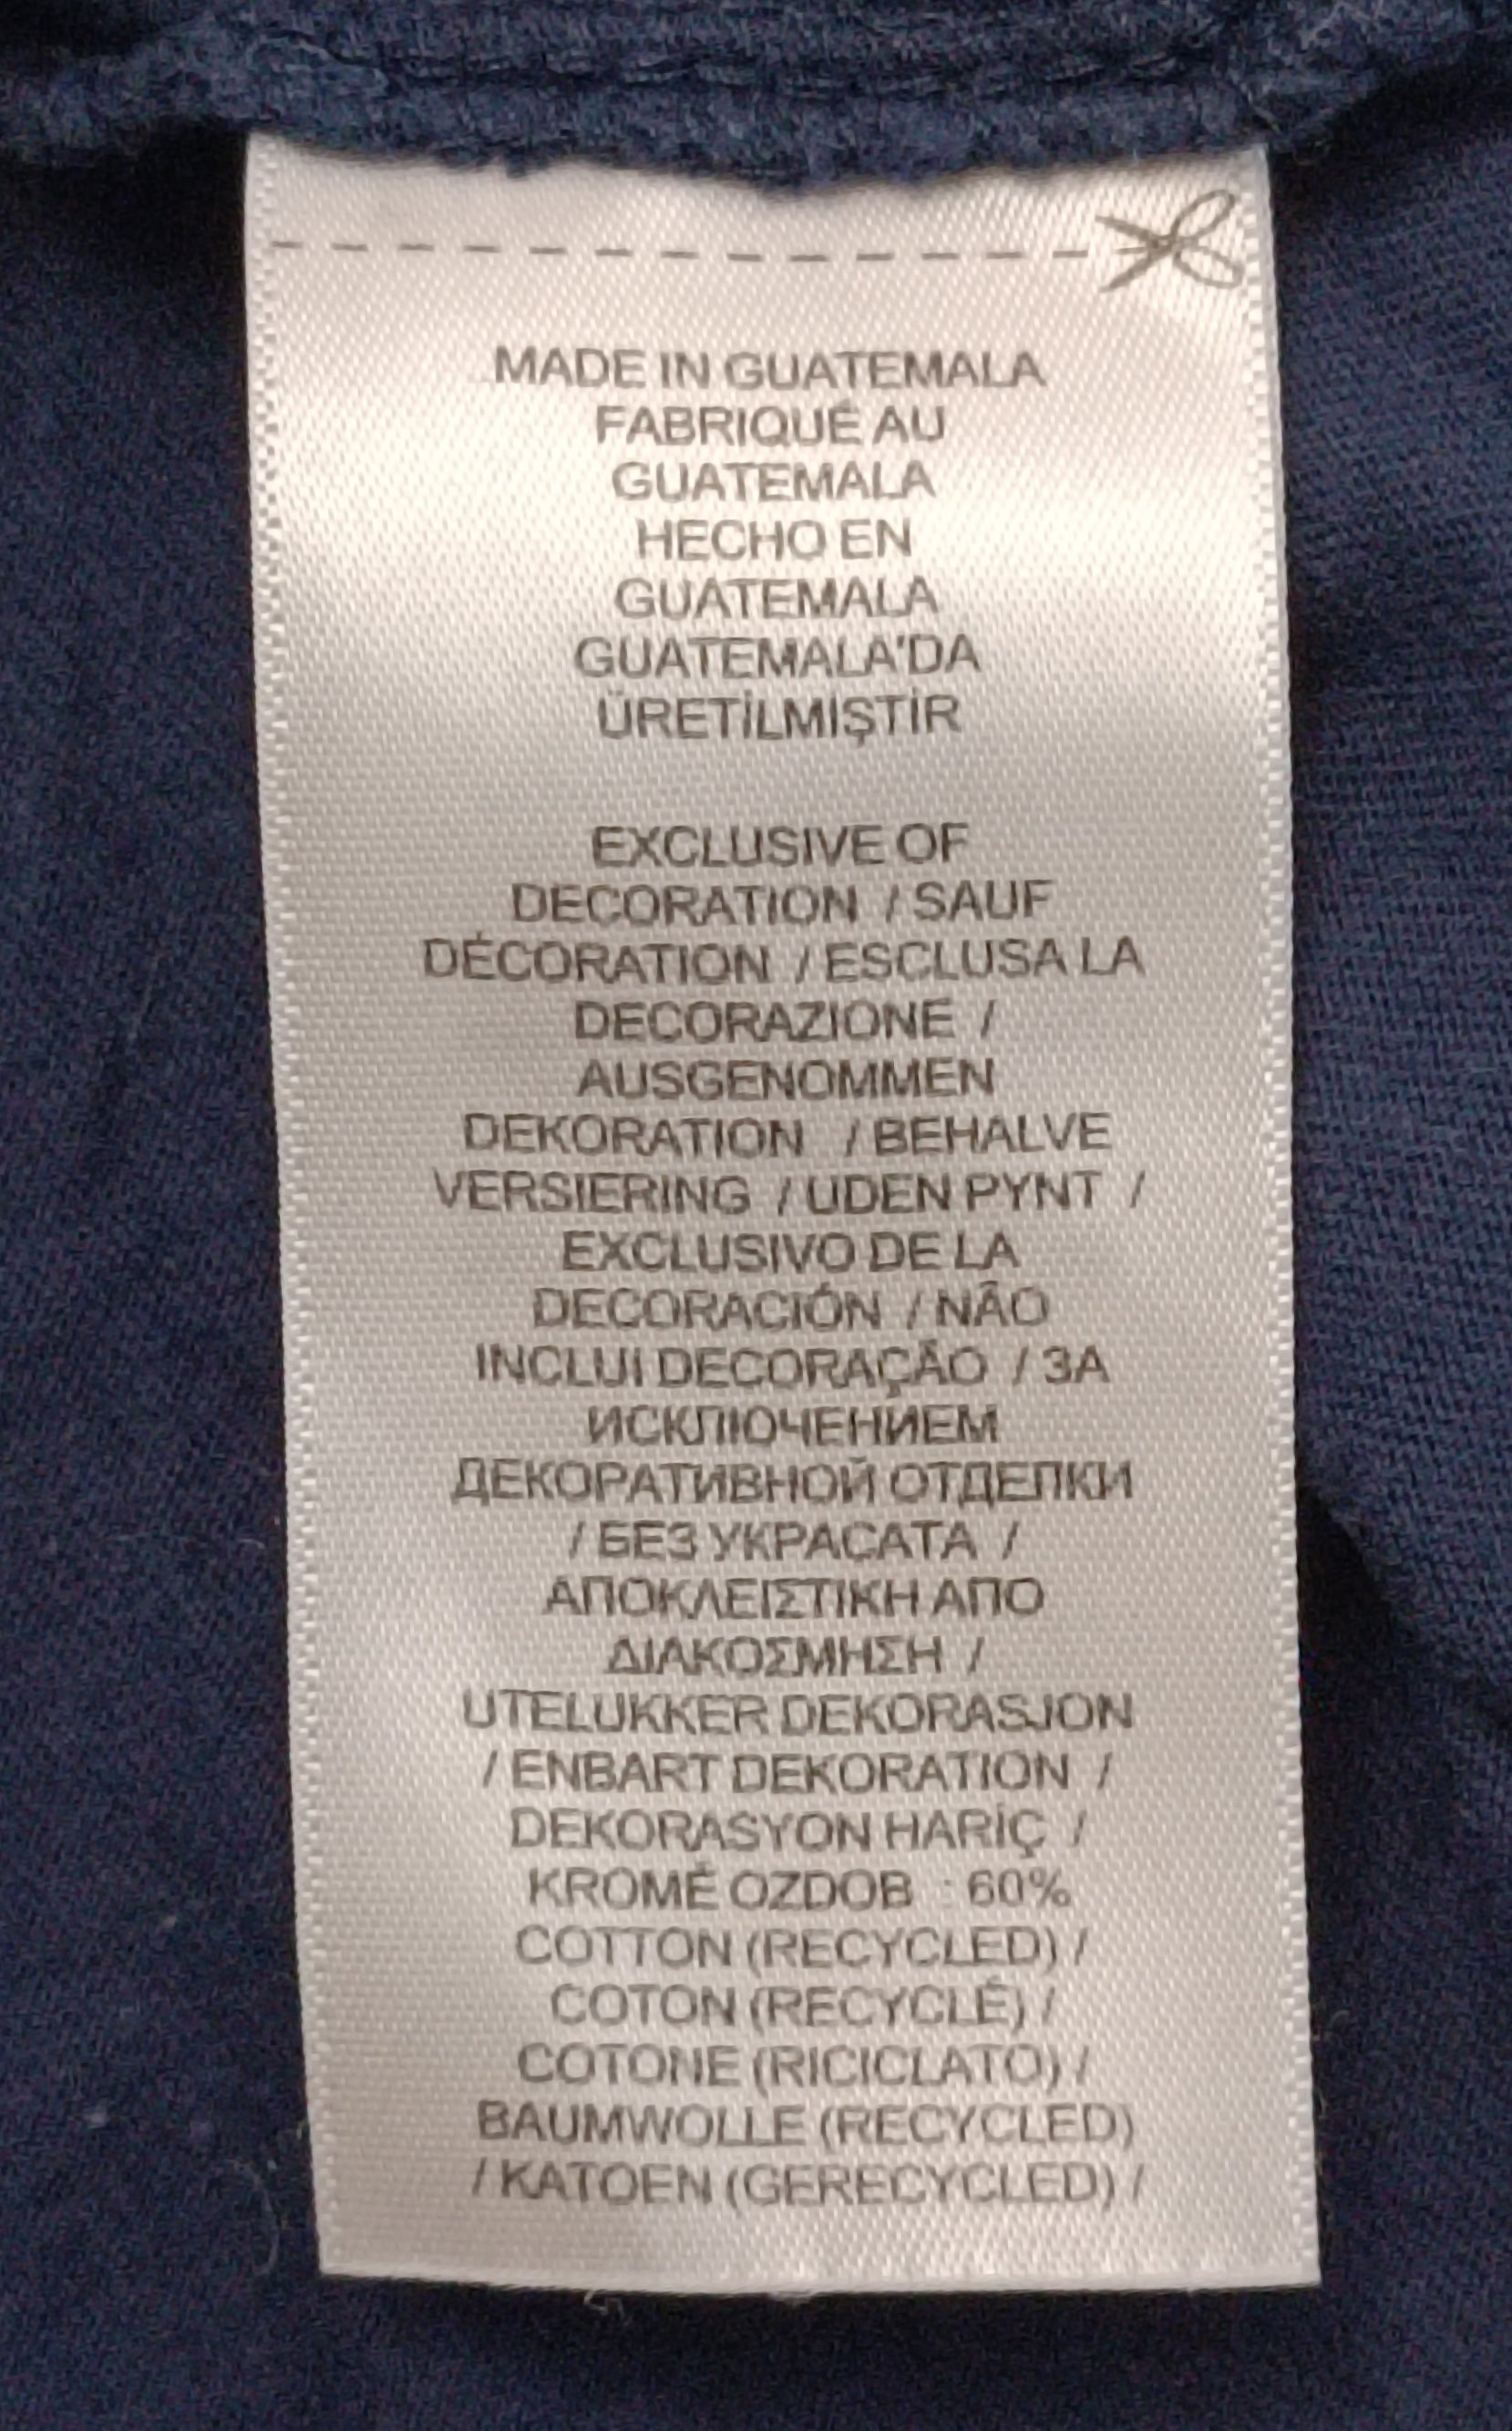 MADE IN GUATEMALA
FABRIQUÉ AU
GUATEMALA
HECHO EN
GUATEMALA
GUATEMALA'DA
ÜRETİLMİŞTİR
EXCLUSIVE OF
DECORATION / SAUF
DÉCORATION / ESCLUSA LA
DECORAZIONE /
AUSGENOMMEN
DEKORATION / BEHALVE
VERSIERING / UDEN PYNT /
EXCLUSIVO DE LA
DECORACIÓN / NÃO
INCLUI DECORAÇÃO / ЗА
ИСКЛЮЧЕНИЕМ
ДЕКОРАТИВНОЙ ОТДЕЛКИ
/ БЕЗ УКРАСАТА /
ΑΠΟΚΛΕΙΣΤΙΚΗ ΑΠΟ
ΔΙΑΚΟΣΜΗΣΗ /
UTELUKKER DEKORASJON
/ ENBART DEKORATION /
DEKORASYON HARİÇ /
KROMĚ OZDOB : 60%
COTTON (RECYCLED) /
COTON (RECYCLÉ) /
COTONE (RICICLATO) /
BAUMWOLLE (RECYCLED)
/ KATOEN (GERECYCLED) /